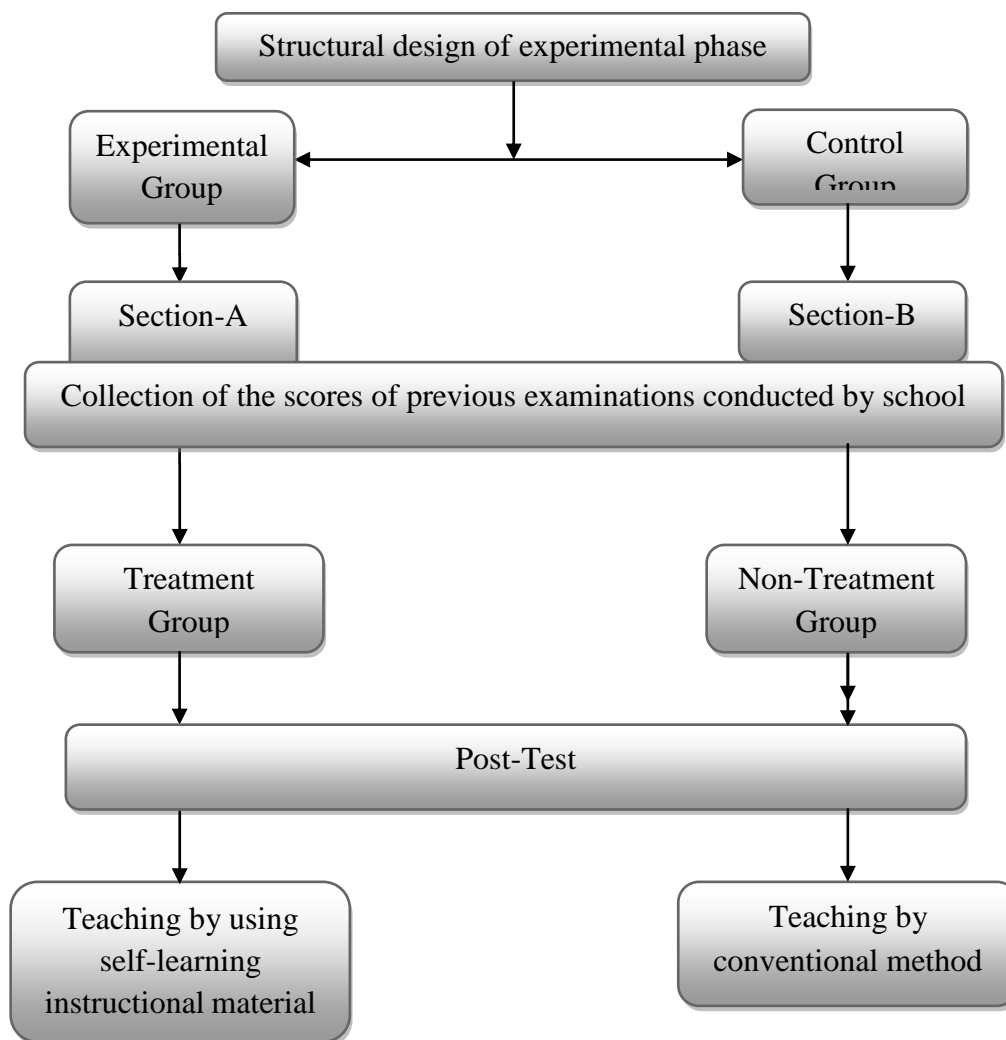 Structural design of experimental phase
Experimental
Group
Control
Group
Section-A
Section-B
Collection of the scores of previous examinations conducted by school
Treatment
Group
Non-Treatment
Group
Post-Test
Teaching by using
self-learning
instructional material
Teaching by
conventional method